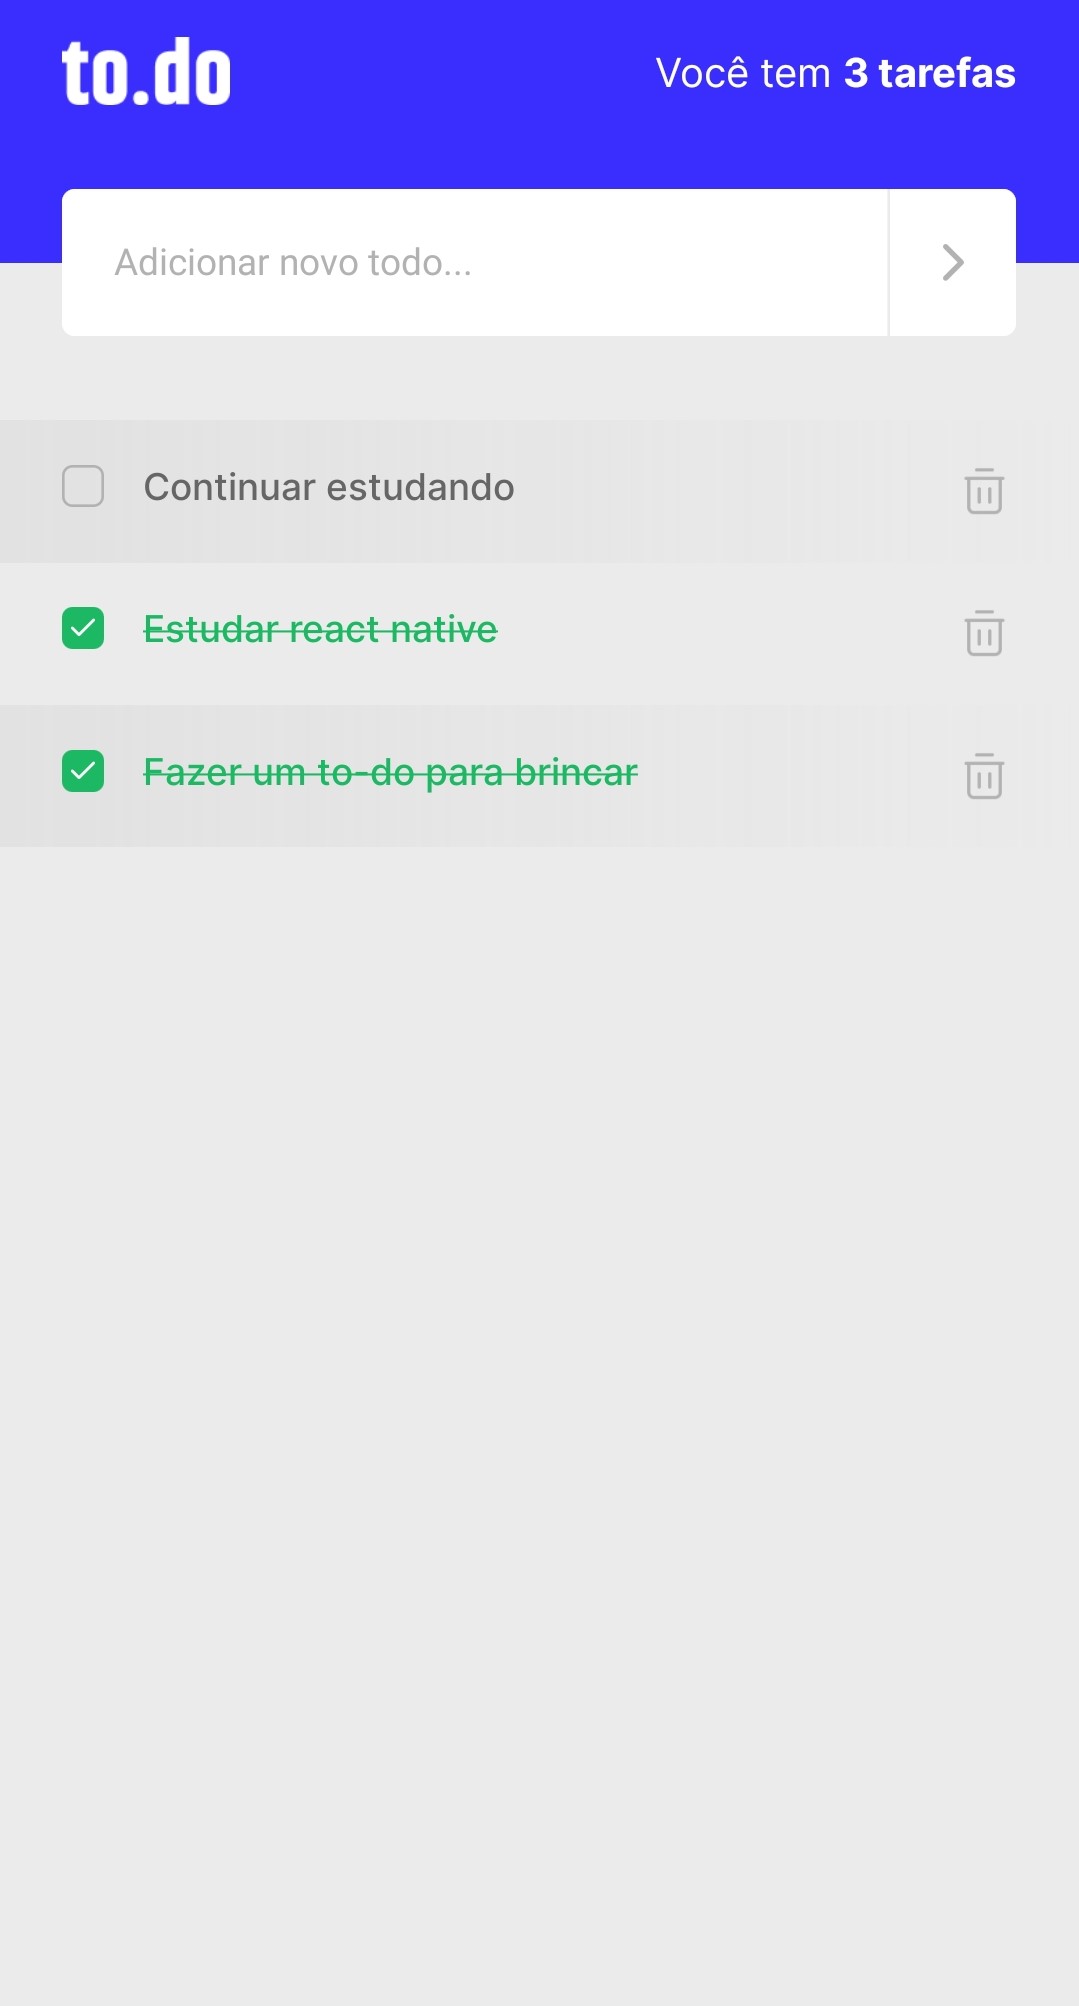 to.do
Você tem 3 tarefas
Adicionar novo todo...
Continuar estudando
Estudar react native
Fazer um to-do para brincar